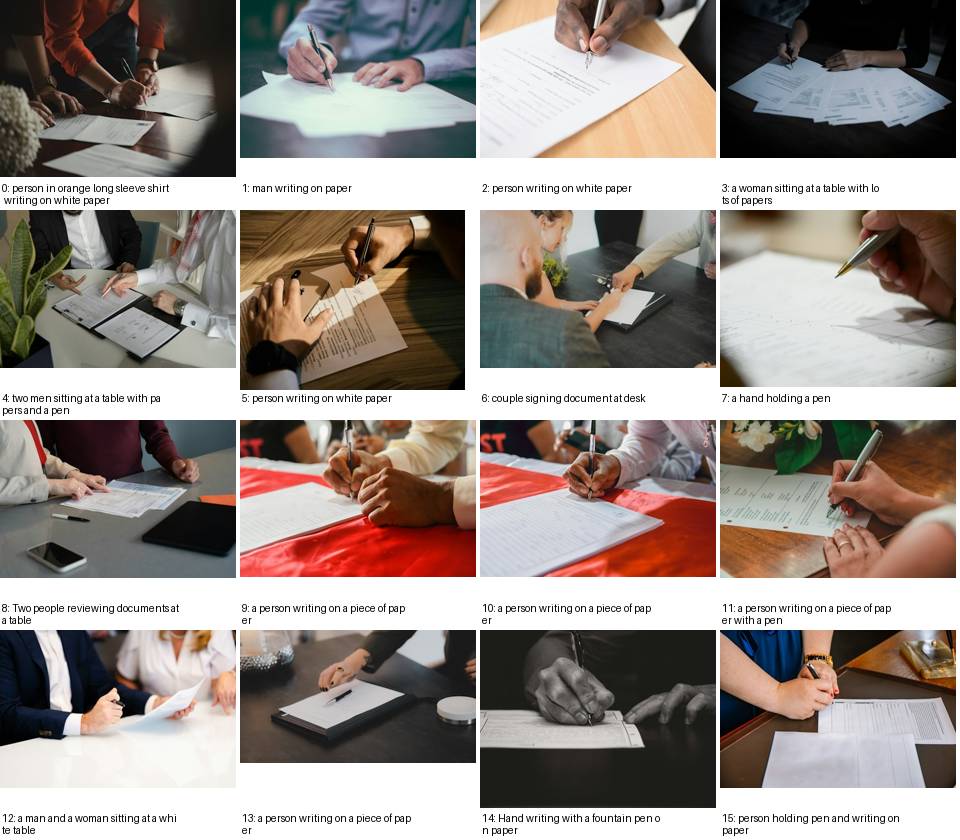 0: person in orange long sleeve shirt
writing on white paper
1: man writing on paper
2: person writing on white paper
3: a woman sitting at a table with lo
ts of papers
4: two men sitting at a table with pa
pers and a pen
5: person writing on white paper
6: couple signing document at desk
7: a hand holding a pen
8: Two people reviewing documents at
a table
9: a person writing on a piece of pap
er
10: a person writing on a piece of pap
er
11: a person writing on a piece of pap
er with a pen
12: a man and a woman sitting at a whi
te table
13: a person writing on a piece of pap
er
14: Hand writing with a fountain pen o
n paper
15: person holding pen and writing on
paper